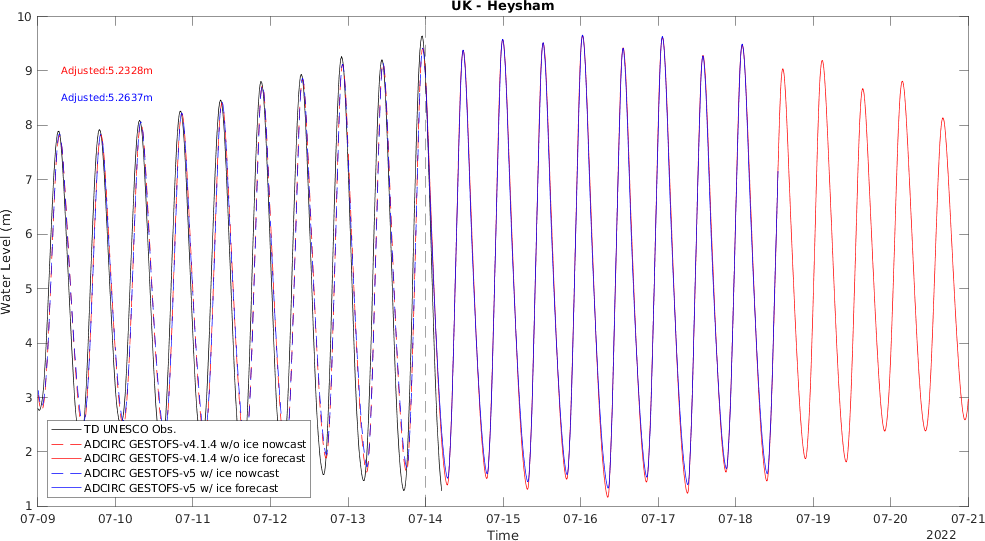 UK - Heysham
10
9
8
7
6
5
4
3
2
1
Water Level (m)
Adjusted:5.2328m
Adjusted:5.2637m
TD UNESCO Obs.
ADCIRC GESTOFS-v4.1.4 w/o ice nowcast
ADCIRC GESTOFS-v4.1.4 w/o ice forecast
ADCIRC GESTOFS-v5 w/ ice nowcast
ADCIRC GESTOFS-v5 w/ ice forecast
07-09 07-10 07-11 07-12 07-13 07-14 07-15 07-16 07-17 07-18 07-19 07-20 07-21
Time
2022